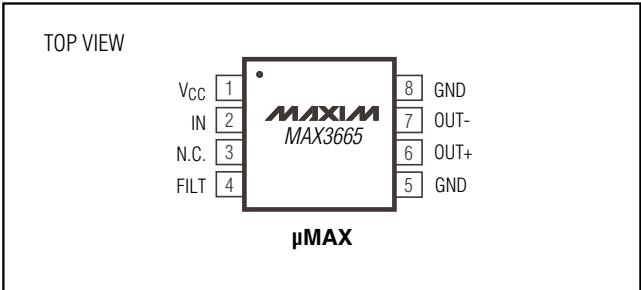 TOP VIEW
VCC 1
IN 2
N.C. 3
FILT 4
MAXIM
MAX3665
8 GND
7 OUT-
6 OUT+
5 GND
µMAX